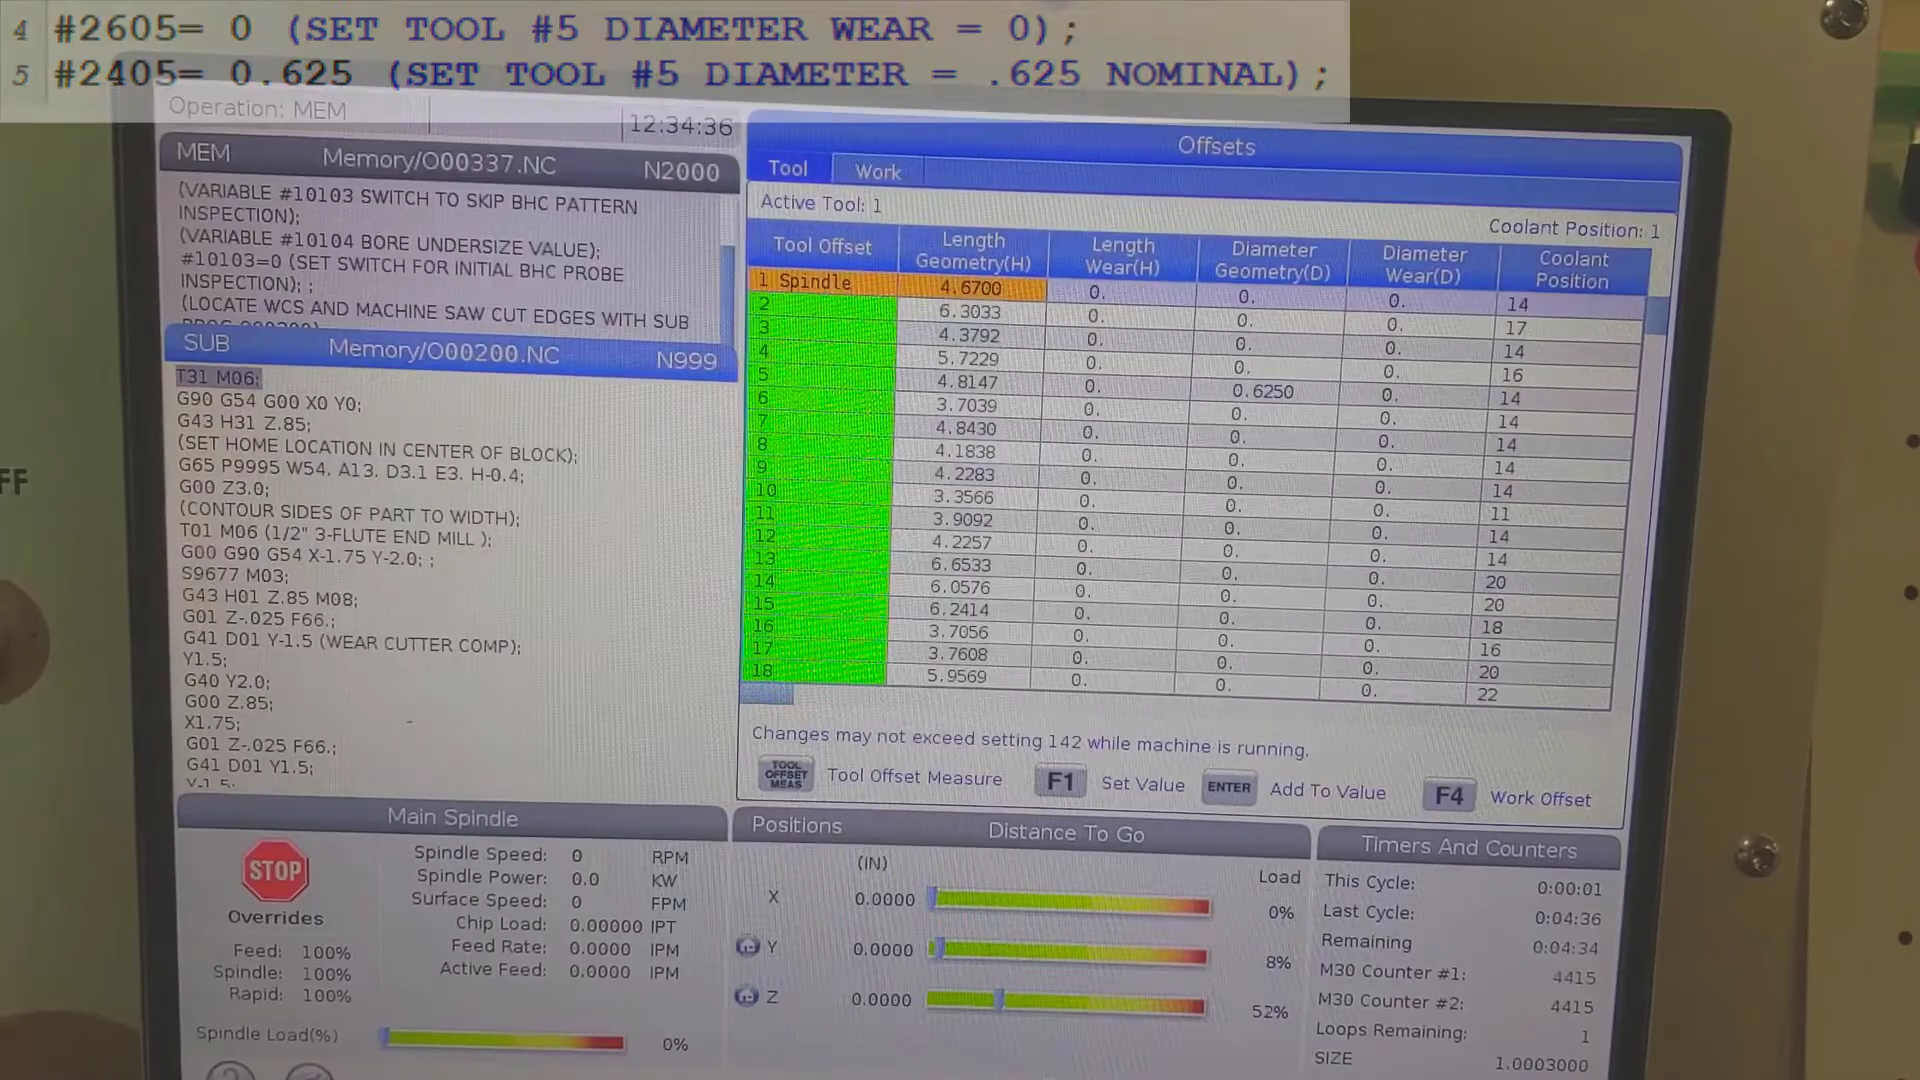 4 #2605= 0 (SET TOOL #5 DIAMETER WEAR = 0);
5 #2405= 0.625 (SET TOOL #5 DIAMETER = .625 NOMINAL);
Operation: MEM
12:34:36
MEM Memory/O00337.NC N2000
(VARIABLE #10103 SWITCH TO SKIP BHC PATTERN
INSPECTION);
(VARIABLE #10104 BORE UNDERSIZE VALUE);
#10103=0 (SET SWITCH FOR INITIAL BHC PROBE
INSPECTION); ;
(LOCATE WCS AND MACHINE SAW CUT EDGES WITH SUB
SUB Memory/O00200.NC N999
T31 M06;
G90 G54 G00 X0 Y0;
G43 H31 Z.85;
(SET HOME LOCATION IN CENTER OF BLOCK);
G65 P9995 W54. A13. D3.1 E3. H-0.4;
G00 Z3.0;
(CONTOUR SIDES OF PART TO WIDTH);
T01 M06 (1/2" 3-FLUTE END MILL );
G00 G90 G54 X-1.75 Y-2.0; ;
S9677 M03;
G43 H01 Z.85 M08;
G01 Z-.025 F66.;
G41 D01 Y-1.5 (WEAR CUTTER COMP);
Y1.5;
G40 Y2.0;
G00 Z.85;
X1.75;
G01 Z-.025 F66.;
G41 D01 Y1.5;
Offsets
Tool Work
Active Tool: 1
Coolant Position: 1
Tool Offset Length Geometry(H) Length Wear(H) Diameter Geometry(D) Diameter Wear(D) Coolant Position
1 Spindle 4.6700 0. 0. 0. 14
2 6.3033 0. 0. 0. 17
3 4.3792 0. 0. 0. 14
4 5.7229 0. 0. 0. 16
5 4.8147 0. 0.6250 0. 14
6 3.7039 0. 0. 0. 14
7 4.8430 0. 0. 0. 14
8 4.1838 0. 0. 0. 14
9 4.2283 0. 0. 0. 14
10 3.3566 0. 0. 0. 11
11 3.9092 0. 0. 0. 14
12 4.2257 0. 0. 0. 14
13 6.6533 0. 0. 0. 20
14 6.0576 0. 0. 0. 20
15 6.2414 0. 0. 0. 18
16 3.7056 0. 0. 0. 16
17 3.7608 0. 0. 0. 20
18 5.9569 0. 0. 0. 22
Changes may not exceed setting 142 while machine is running.
TOOL OFFSET MEAS Tool Offset Measure F1 Set Value ENTER Add To Value F4 Work Offset
Main Spindle
STOP
Overrides
Feed: 100%
Spindle: 100%
Rapid: 100%
Spindle Speed: 0 RPM
Spindle Power: 0.0 KW
Surface Speed: 0 FPM
Chip Load: 0.00000 IPT
Feed Rate: 0.0000 IPM
Active Feed: 0.0000 IPM
Spindle Load(%) 0%
Positions Distance To Go
(IN) Load
X 0.0000 0%
Y 0.0000 8%
Z 0.0000 52%
Timers And Counters
This Cycle: 0:00:01
Last Cycle: 0:04:36
Remaining 0:04:34
M30 Counter #1: 4415
M30 Counter #2: 4415
Loops Remaining: 1
SIZE 1.0003000
FF